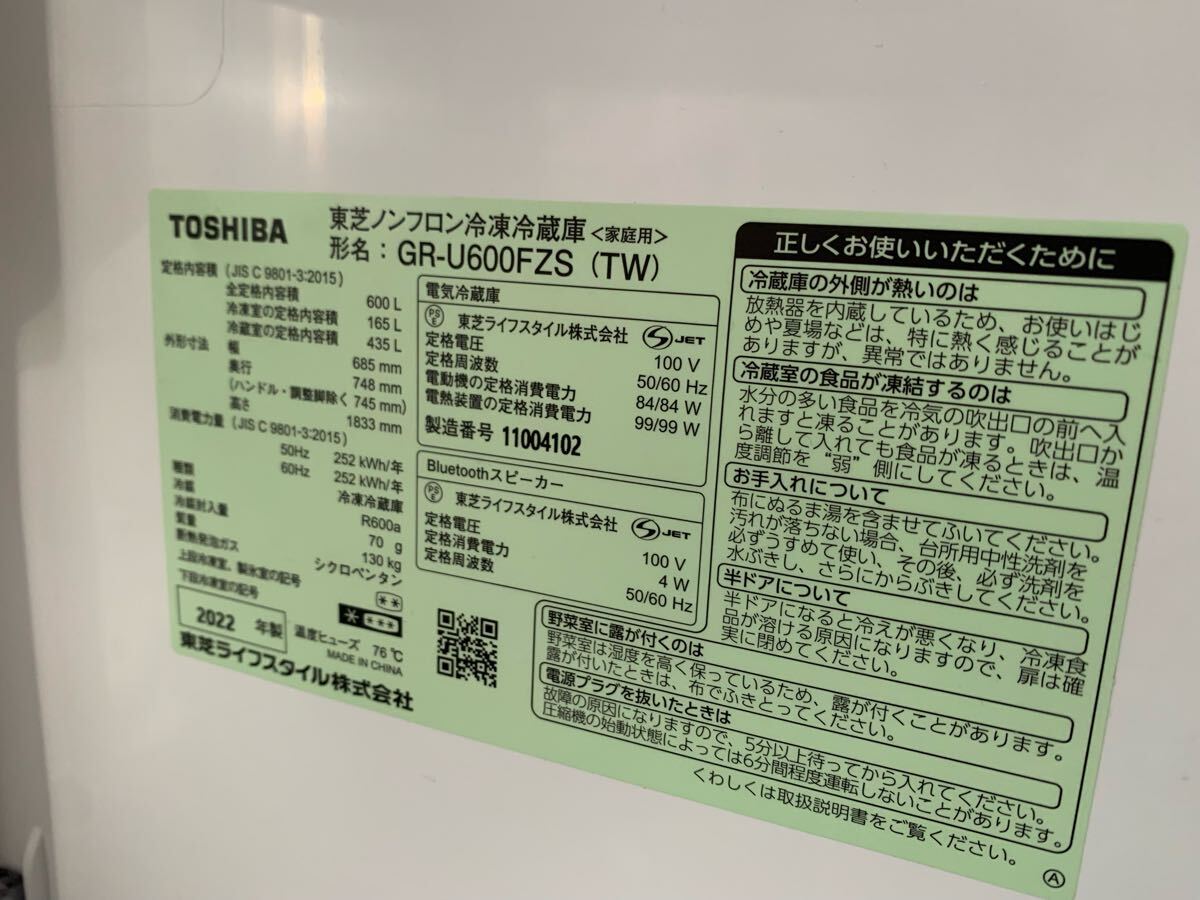 TOSHIBA
東芝ノンフロン冷凍冷蔵庫<家庭用>
形名：GR-U600FZS（TW）
定格内容積（JIS C 9801-3:2015）
全定格内容積 600 L
冷凍室の定格内容積 165 L
冷蔵室の定格内容積 435 L
外形寸法 幅 685 mm
奥行 748 mm
（ハンドル・調整脚除く 745 mm）
高さ 1833 mm
消費電力量（JIS C 9801-3:2015）
50Hz 252 kWh/年
60Hz 252 kWh/年
種類 冷凍冷蔵庫
冷媒 R600a
冷媒封入量 70 g
質量 130 kg
断熱発泡ガス シクロペンタン
上段冷凍室、製氷室の記号 **
下段冷凍室の記号 ****
2022 年製
温度ヒューズ 76℃
MADE IN CHINA
東芝ライフスタイル株式会社
電気冷蔵庫
PSE 東芝ライフスタイル株式会社 JET
定格電圧 100 V
定格周波数 50/60 Hz
電動機の定格消費電力 84/84 W
電熱装置の定格消費電力 99/99 W
製造番号 11004102
Bluetoothスピーカー
PSE 東芝ライフスタイル株式会社 JET
定格電圧 100 V
定格消費電力 4 W
定格周波数 50/60 Hz
正しくお使いいただくために
冷蔵庫の外側が熱いのは
放熱器を内蔵しているため、お使いはじ
めや夏場などは、特に熱く感じることが
ありますが、異常ではありません。
冷蔵室の食品が凍結するのは
水分の多い食品を冷気の吹出口の前へ入
れますと凍ることがあります。吹出口か
ら離して入れても食品が凍るときは、温
度調節を“弱”側にしてください。
お手入れについて
布にぬるま湯を含ませてふいてください。
汚れが落ちない場合、台所用中性洗剤を
必ずうすめて使い、その後、必ず洗剤を
水ぶきし、さらにからぶきしてください。
半ドアについて
半ドアになると冷えが悪くなり、冷凍食
品が溶ける原因になりますので、扉は確
実に閉めてください。
野菜室に露が付くのは
野菜室は湿度を高く保っているため、露が付くことがあります。
露が付いたときは、布でふきとってください。
電源プラグを抜いたときは
故障の原因になりますので、5分以上待ってから入れてください。
圧縮機の始動状態によっては6分間程度運転しないことがあります。
くわしくは取扱説明書をご覧ください。
Ⓐ